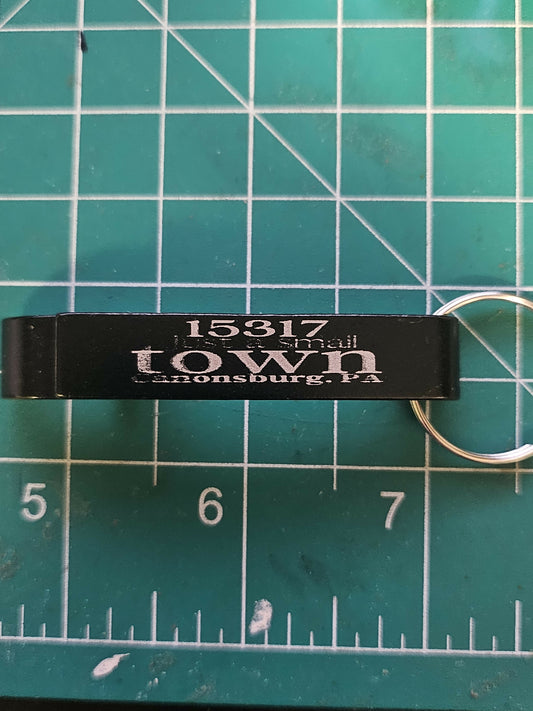 15317
just a small
town
Canonsburg, PA
5 6 7